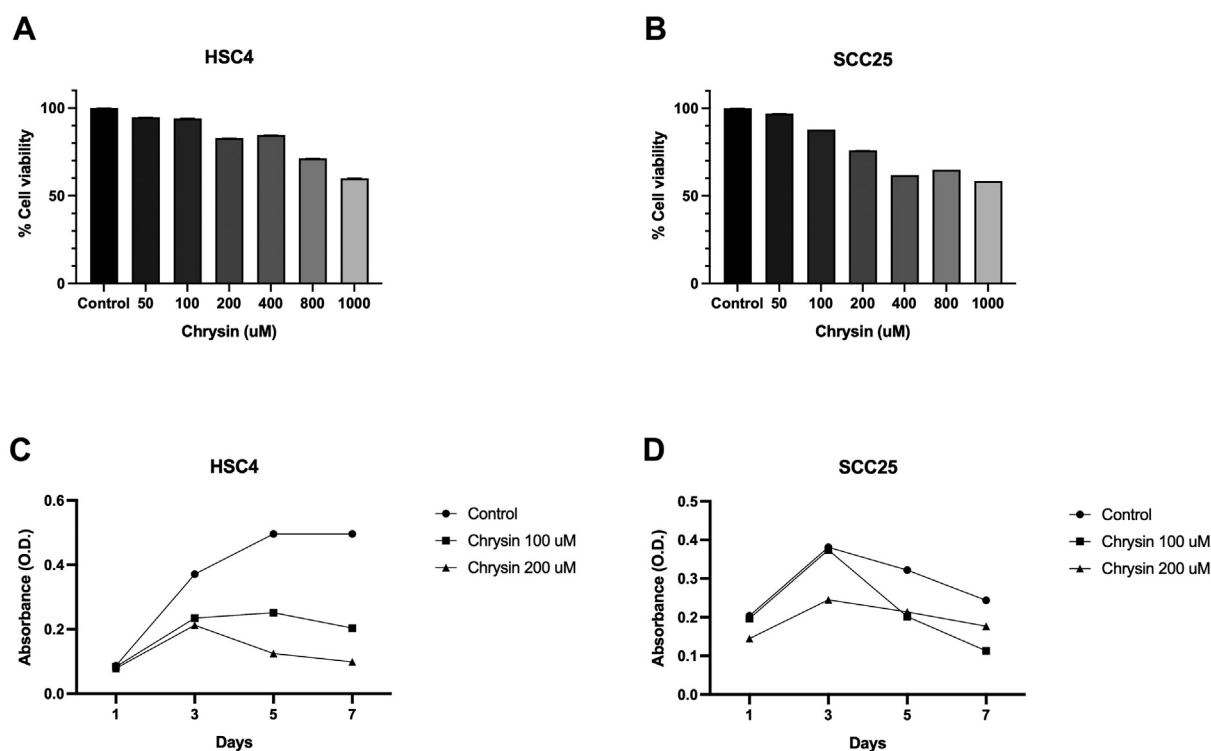 A
HSC4
% Cell viability
100
50
0
Control 50 100 200 400 800 1000
Chrysin (uM)
B
SCC25
% Cell viability
100
50
0
Control 50 100 200 400 800 1000
Chrysin (uM)
C
HSC4
Absorbance (O.D.)
0.6
0.4
0.2
0.0
1 3 5 7
Days
Control
Chrysin 100 uM
Chrysin 200 uM
D
SCC25
Absorbance (O.D.)
0.5
0.4
0.3
0.2
0.1
0.0
1 3 5 7
Days
Control
Chrysin 100 uM
Chrysin 200 uM